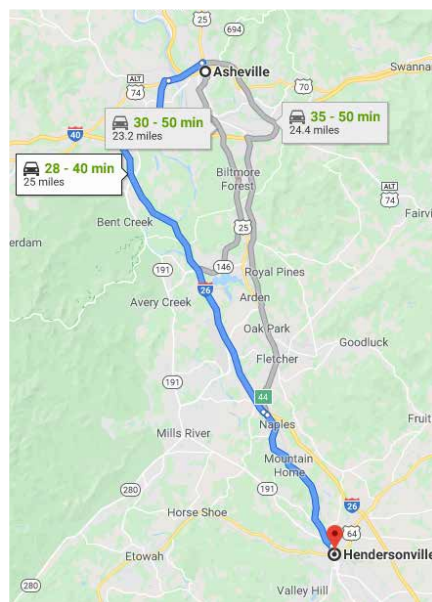 25
694
Asheville
Swannan
ALT
74
70
40
30 - 50 min
23.2 miles
35 - 50 min
24.4 miles
28 - 40 min
25 miles
Biltmore
Forest
ALT
74
Bent Creek
25
Fairvi
erdam
191
146
Royal Pines
26
Avery Creek
Arden
Oak Park
Goodluck
Fletcher
191
44
Fruit
Naples
Mills River
Mountain
Home
280
191
26
Horse Shoe
64
Etowah
Hendersonville
280
Valley Hill